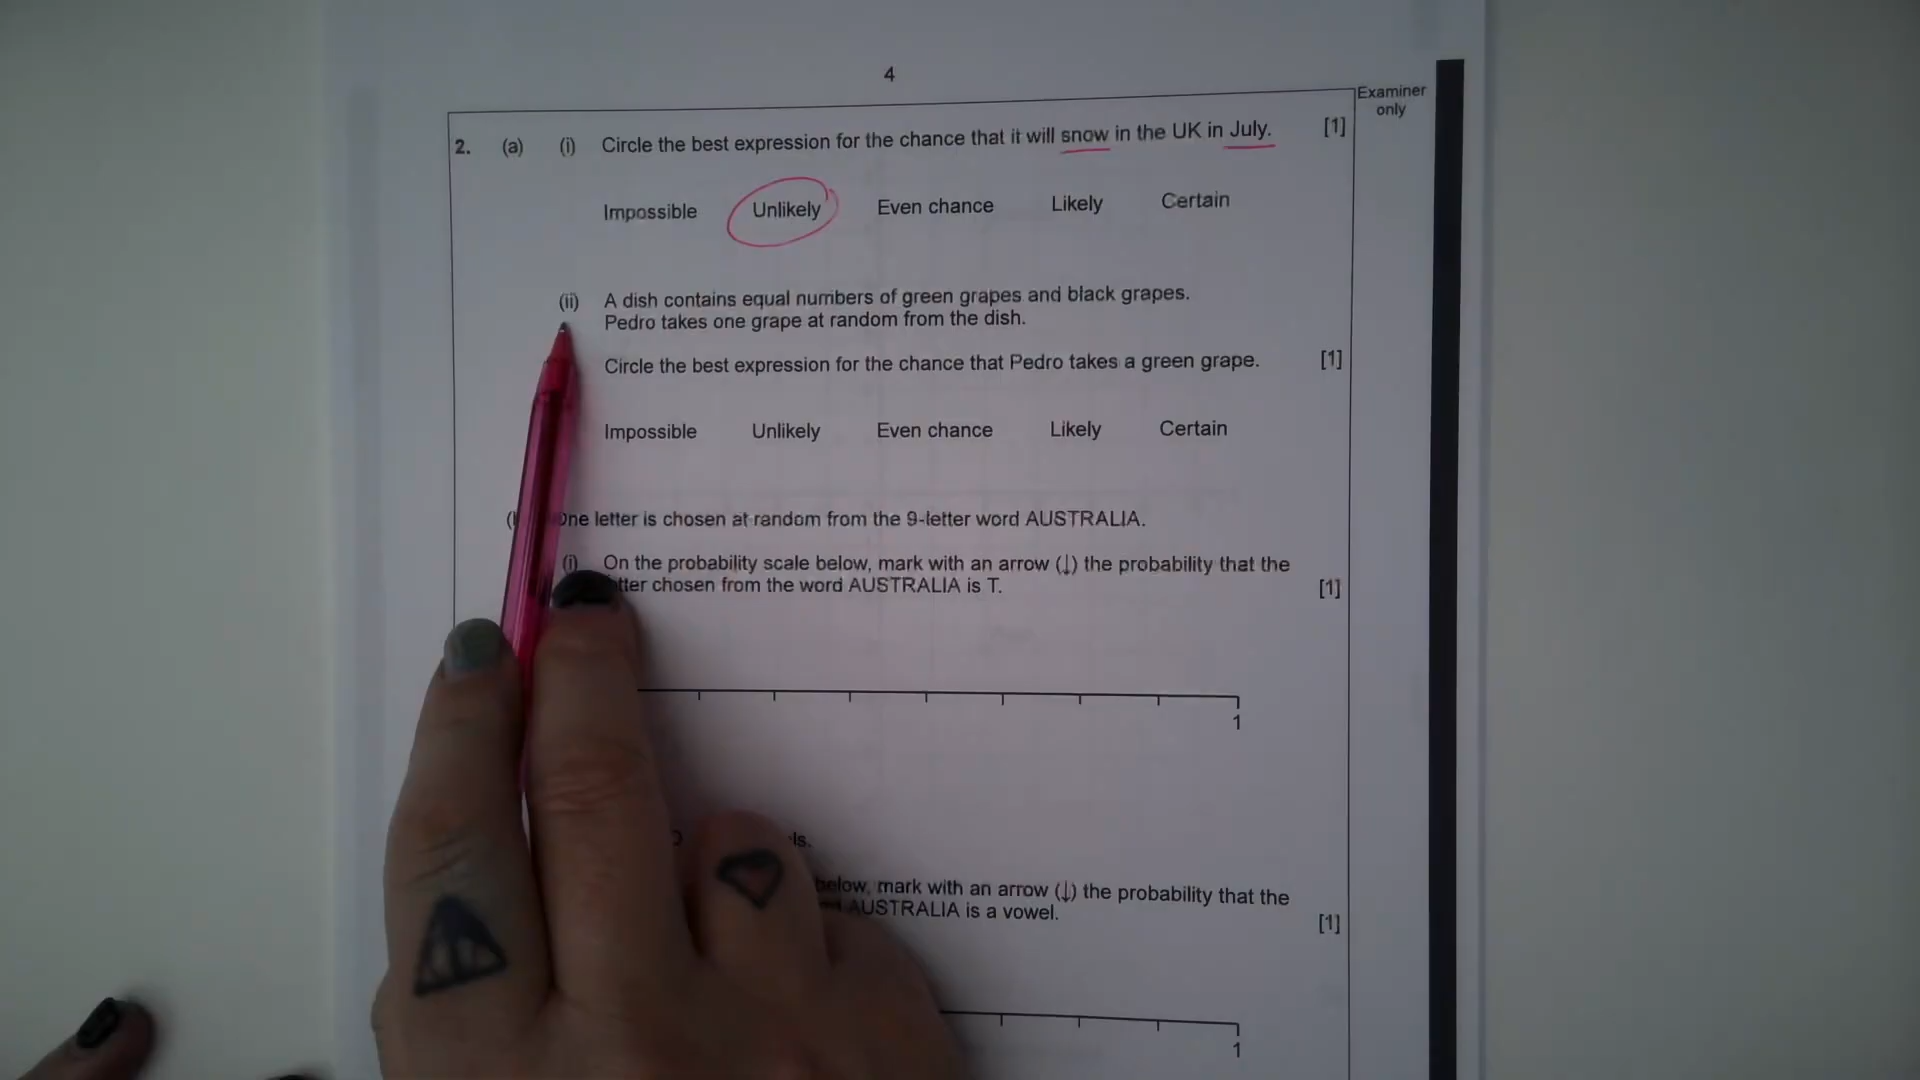 4
Examiner
only
2. (a) (i) Circle the best expression for the chance that it will snow in the UK in July. [1]
Impossible Unlikely Even chance Likely Certain
(ii) A dish contains equal numbers of green grapes and black grapes.
Pedro takes one grape at random from the dish.
Circle the best expression for the chance that Pedro takes a green grape. [1]
Impossible Unlikely Even chance Likely Certain
One letter is chosen at random from the 9-letter word AUSTRALIA.
(i) On the probability scale below, mark with an arrow (↓) the probability that the
chosen from the word AUSTRALIA is T. [1]
1
below, mark with an arrow (↓) the probability that the
AUSTRALIA is a vowel. [1]
1